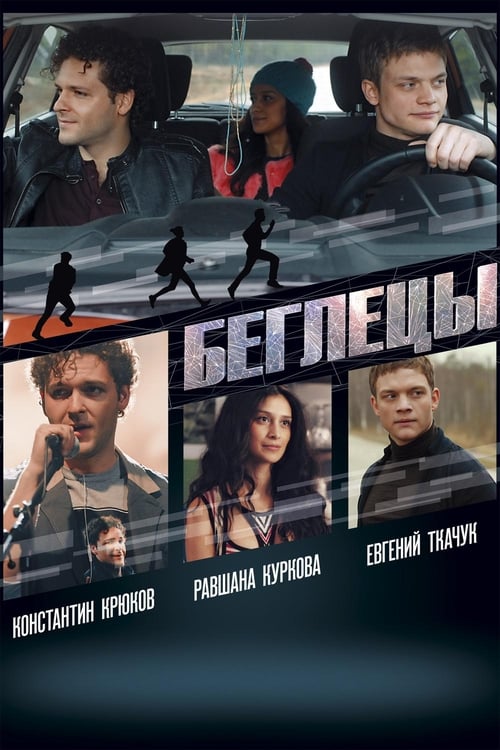 БЕГЛЕЦЫ
КОНСТАНТИН КРЮКОВ
РАВШАНА КУРКОВА
ЕВГЕНИЙ ТКАЧУК